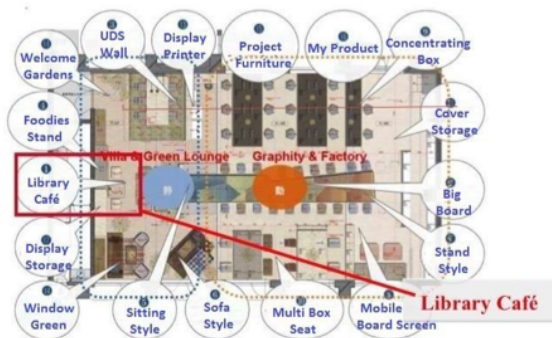 UDS
Wall
Display
Printer
Project
Furniture
My Product
Concentrating
Box
Welcome
Gardens
Foodies
Stand
Cover
Storage
Villa & Green Lounge
Graphity & Factory
Library
Café
Big
Board
Display
Storage
Stand
Style
Window
Green
Sitting
Style
Sofa
Style
Multi Box
Seat
Mobile
Board Screen
Library Café